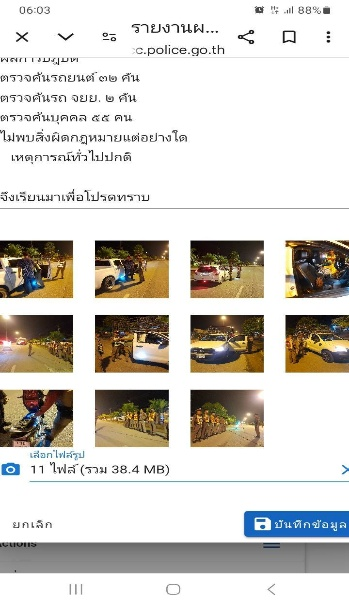 06:03
88%
รายงานผ...
cc.police.go.th
ผลการปฏิบัติ
ตรวจค้นรถยนต์ ๓๒ คัน
ตรวจค้นรถ จยย. ๒ คัน
ตรวจค้นบุคคล ๕๕ คน
ไม่พบสิ่งผิดกฎหมายแต่อย่างใด
เหตุการณ์ทั่วไปปกติ
จึงเรียนมาเพื่อโปรดทราบ
เลือกไฟล์รูป
11 ไฟล์ (รวม 38.4 MB)
ยกเลิก
บันทึกข้อมูล